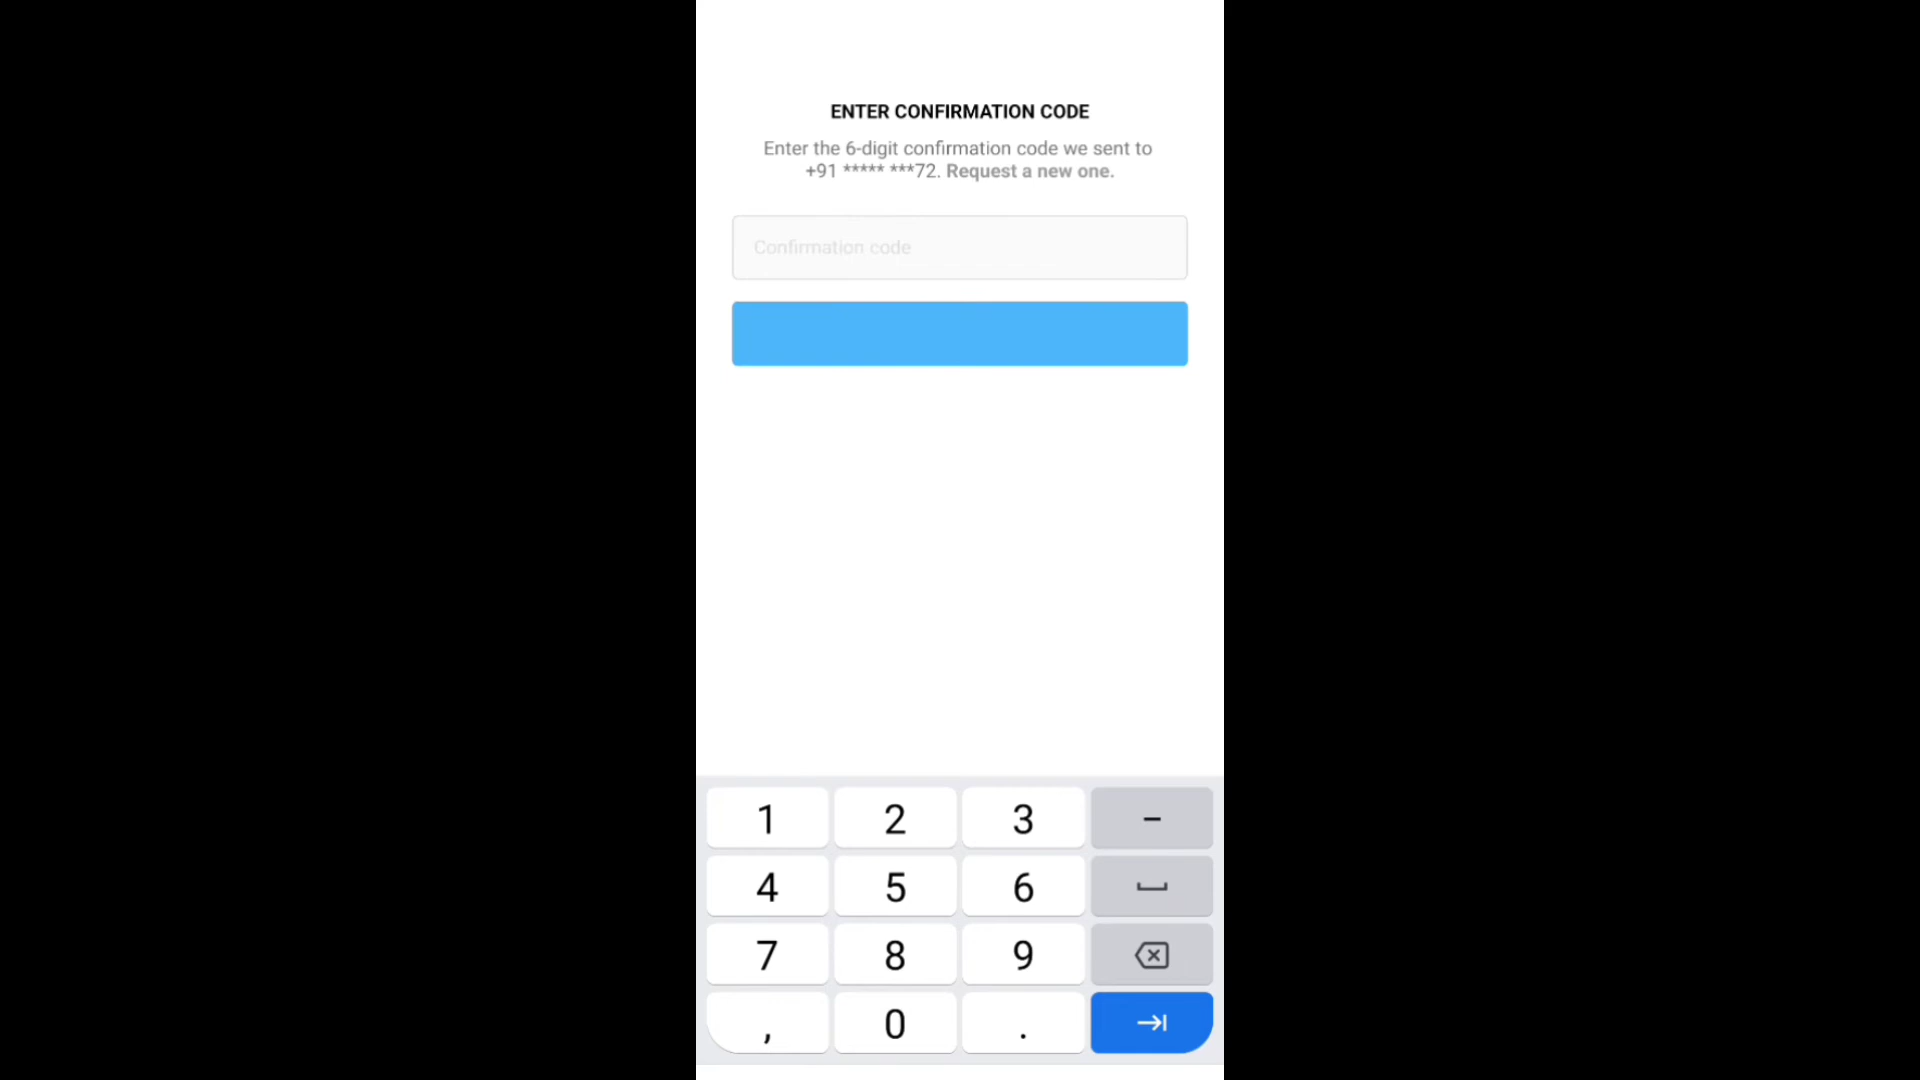 ENTER CONFIRMATION CODE
Enter the 6-digit confirmation code we sent to
+91 ***** ***72. Request a new one.
Confirmation code
1 2 3 -
4 5 6
7 8 9
, 0 .